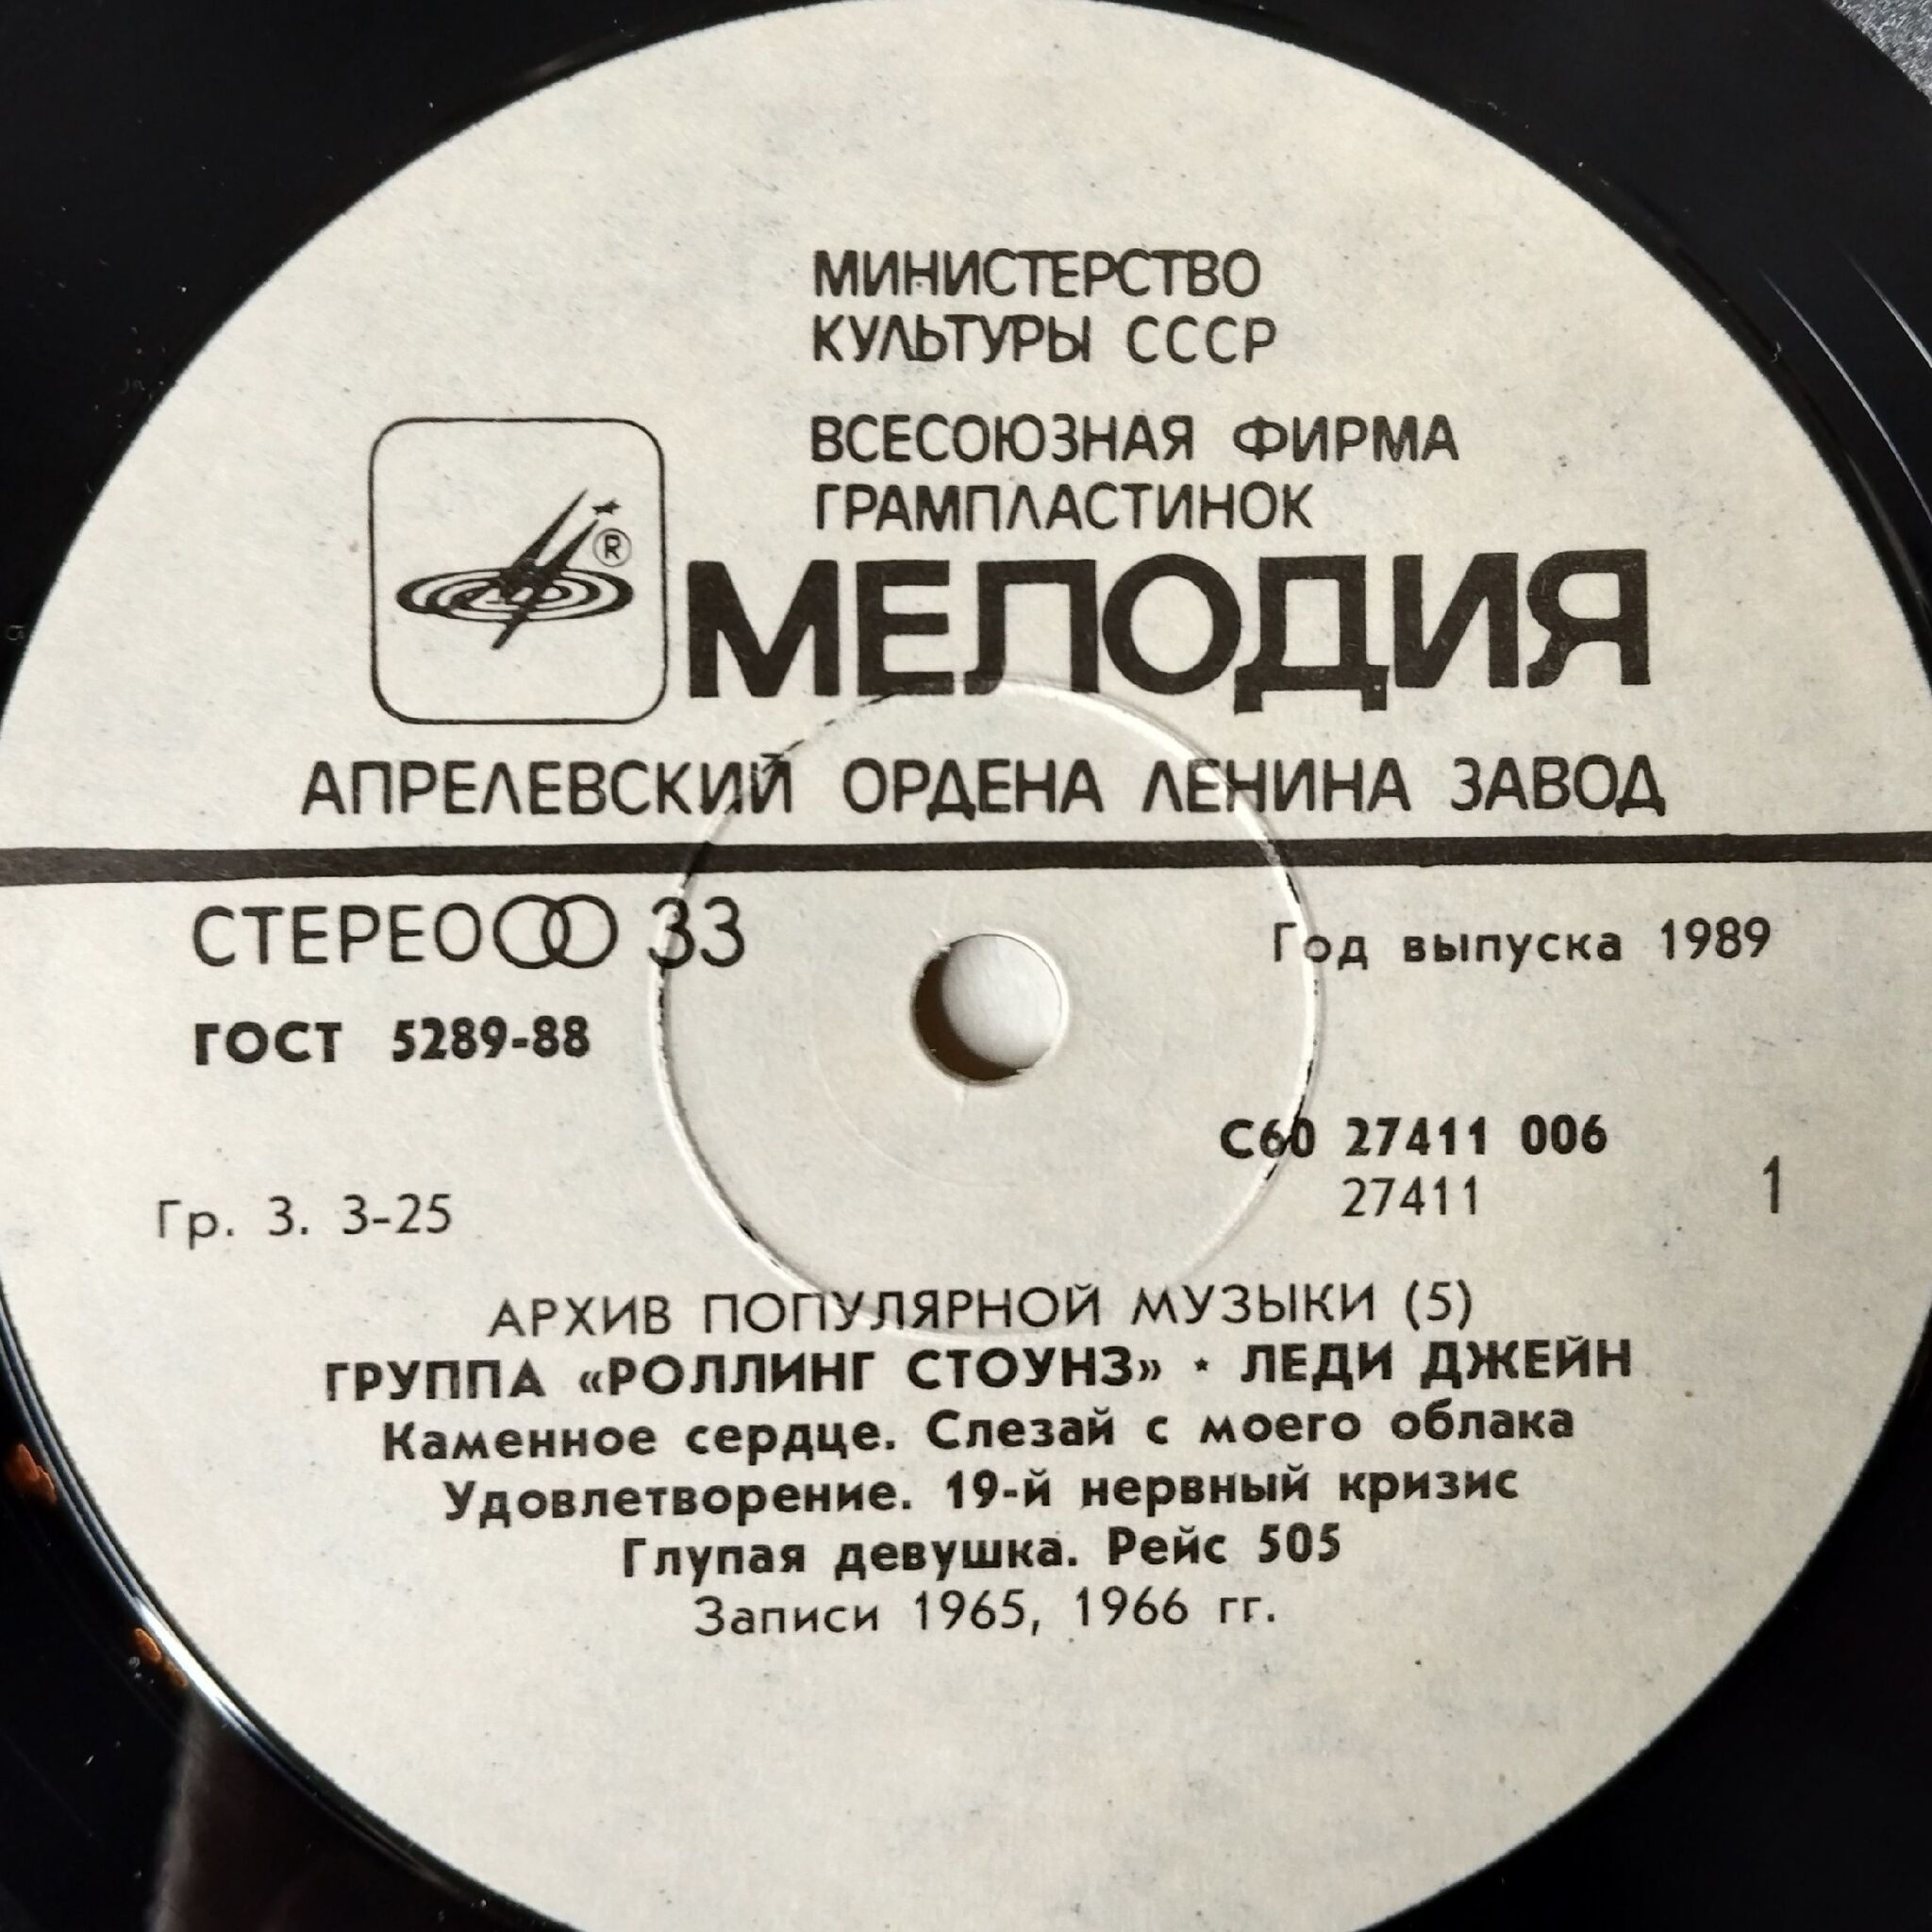 МИНИСТЕРСТВО
КУЛЬТУРЫ СССР
ВСЕСОЮЗНАЯ ФИРМА
ГРАМПЛАСТИНОК
®
МЕЛОДИЯ
АПРЕЛЕВСКИЙ ОРДЕНА ЛЕНИНА ЗАВОД
СТЕРЕО 33
Год выпуска 1989
ГОСТ 5289-88
С60 27411 006
27411
1
Гр. 3. 3-25
АРХИВ ПОПУЛЯРНОЙ МУЗЫКИ (5)
ГРУППА «РОЛЛИНГ СТОУНЗ» * ЛЕДИ ДЖЕЙН
Каменное сердце. Слезай с моего облака
Удовлетворение. 19-й нервный кризис
Глупая девушка. Рейс 505
Записи 1965, 1966 гг.